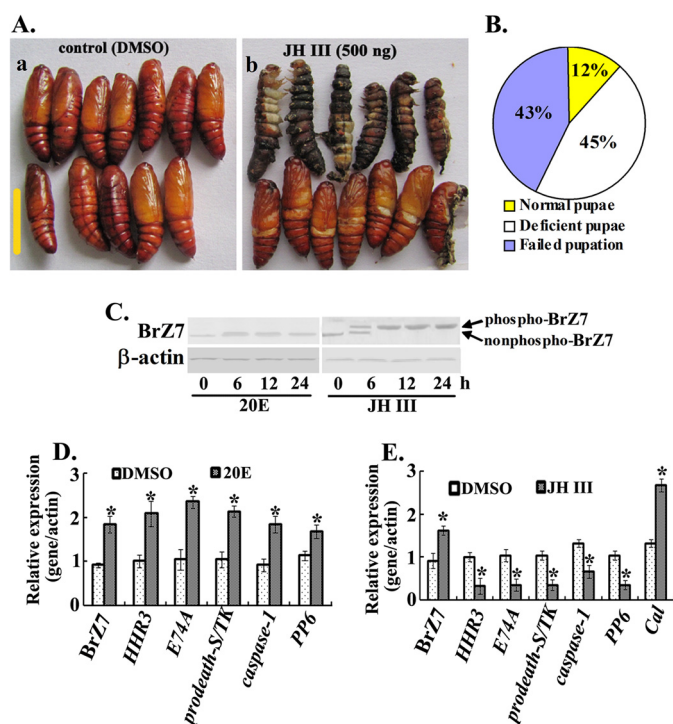 A.
control (DMSO)
a
JH III (500 ng)
b
B.
12%
43%
45%
Normal pupae
Deficient pupae
Failed pupation
C.
BrZ7
phospho-BrZ7
nonphospho-BrZ7
β-actin
0 6 12 24 0 6 12 24 h
20E JH III
D.
DMSO 20E
Relative expression
(gene/actin)
3
2
1
0
* * * * * *
BrZ7
HHR3
E74A
prodeath-S/TK
caspase-1
PP6
E.
DMSO JH III
Relative expression
(gene/actin)
3
2
1
0
* * * * * * *
BrZ7
HHR3
E74A
prodeath-S/TK
caspase-1
PP6
Cal